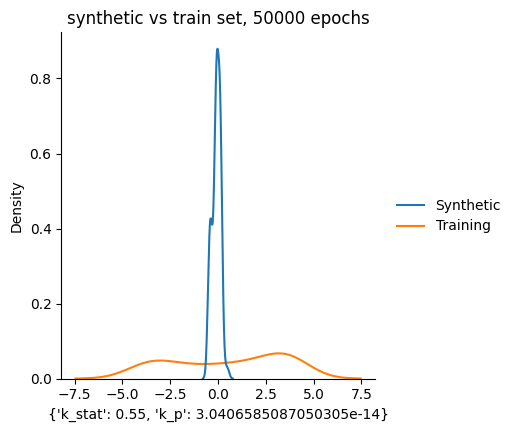 synthetic vs train set, 50000 epochs
0.8
0.6
0.4
0.2
0.0
Density
Synthetic
Training
−7.5 −5.0 −2.5 0.0 2.5 5.0 7.5
{'k_stat': 0.55, 'k_p': 3.0406585087050305e-14}